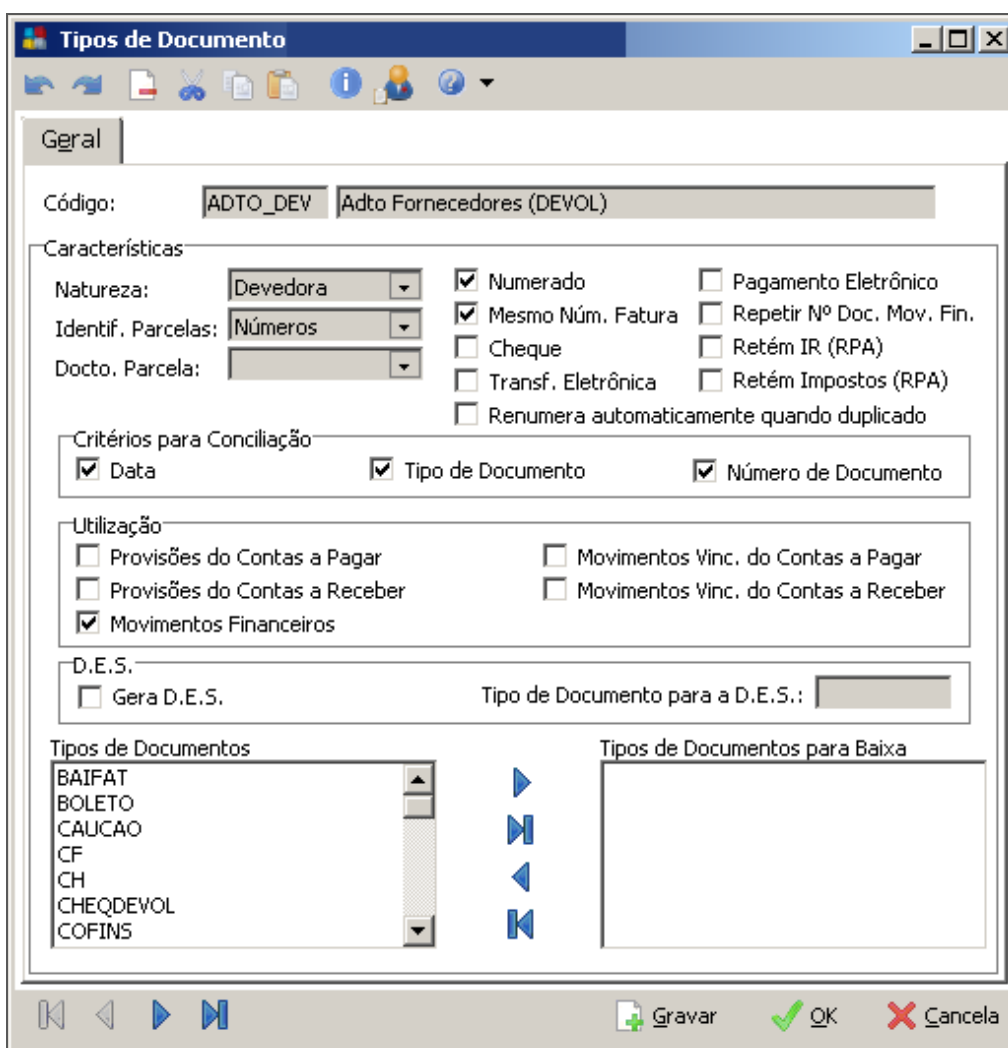 Tipos de Documento
Geral
Código: ADTO_DEV Adto Fornecedores (DEVOL)
Características
Natureza: Devedora
Identif. Parcelas: Números
Docto. Parcela:
Numerado
Mesmo Núm. Fatura
Cheque
Transf. Eletrônica
Renumera automaticamente quando duplicado
Pagamento Eletrônico
Repetir Nº Doc. Mov. Fin.
Retém IR (RPA)
Retém Impostos (RPA)
Critérios para Conciliação
Data Tipo de Documento Número de Documento
Utilização
Provisões do Contas a Pagar Movimentos Vinc. do Contas a Pagar
Provisões do Contas a Receber Movimentos Vinc. do Contas a Receber
Movimentos Financeiros
D.E.S.
Gera D.E.S. Tipo de Documento para a D.E.S.:
Tipos de Documentos
BAIFAT
BOLETO
CAUCAO
CF
CH
CHEQDEVOL
COFINS
Tipos de Documentos para Baixa
Gravar OK Cancela